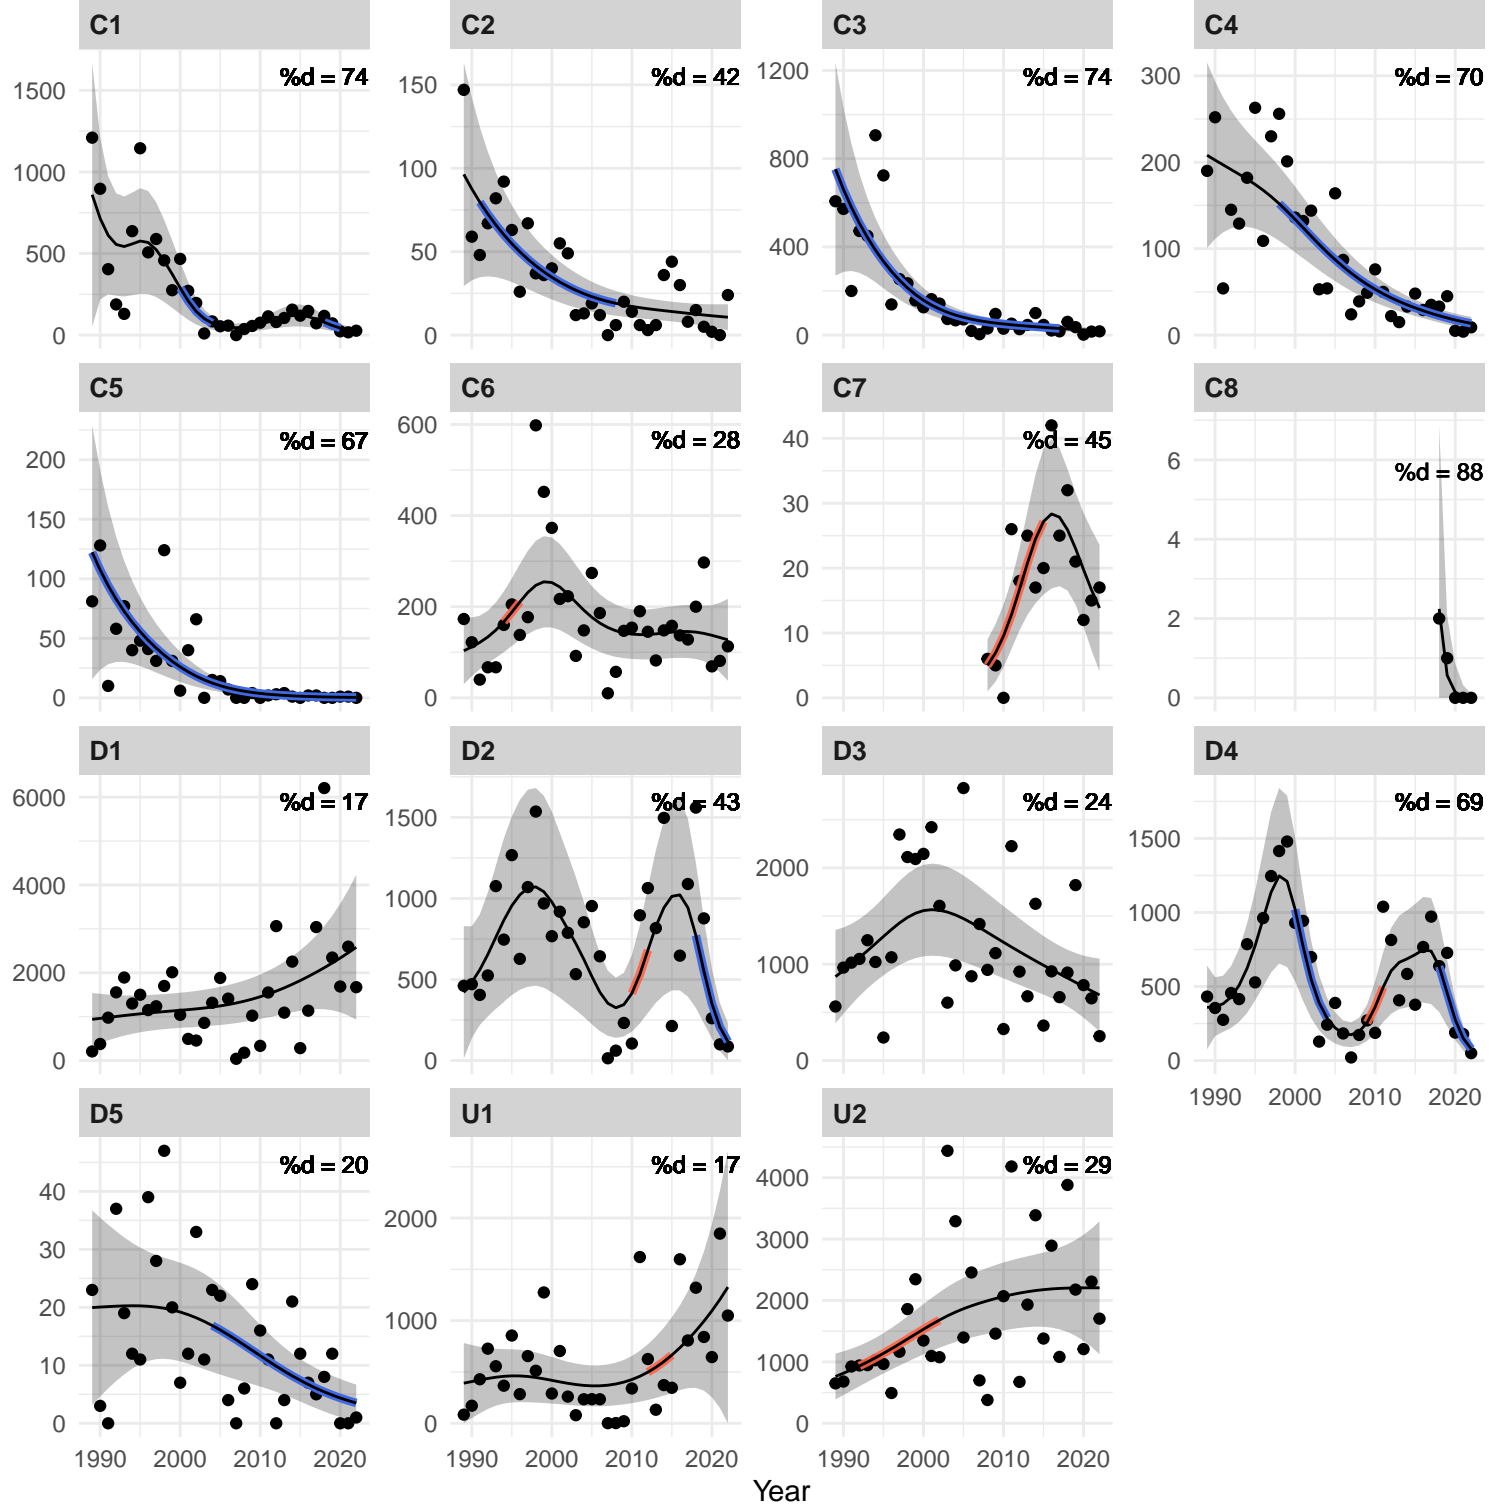 C1
C2
C3
C4
%d = 74
%d = 42
%d = 74
%d = 70
1500
1000
500
0
150
100
50
0
1200
800
400
0
300
200
100
0
C5
C6
C7
C8
%d = 67
%d = 28
%d = 45
%d = 88
200
150
100
50
0
600
400
200
0
40
30
20
10
0
6
4
2
0
D1
D2
D3
D4
%d = 17
%d = 43
%d = 24
%d = 69
6000
4000
2000
0
1500
1000
500
0
2000
1000
0
1500
1000
500
0
1990 2000 2010 2020
D5
U1
U2
%d = 20
%d = 17
%d = 29
40
30
20
10
0
2000
1000
0
4000
3000
2000
1000
0
1990 2000 2010 2020
1990 2000 2010 2020
1990 2000 2010 2020
Year